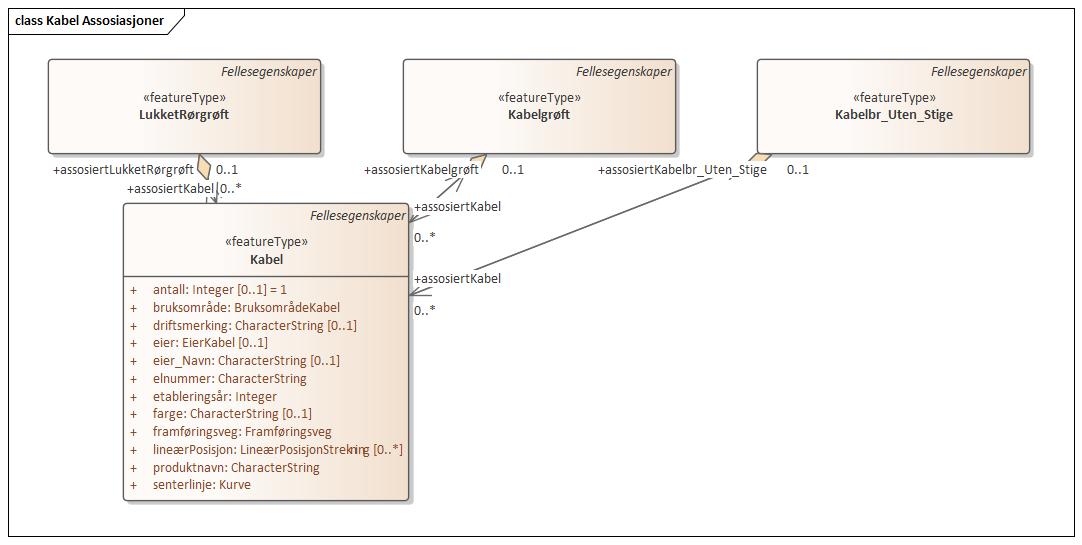 class Kabel Assosiasjoner
Fellesegenskaper
«featureType»
LukketRørgrøft
Fellesegenskaper
«featureType»
Kabelgrøft
Fellesegenskaper
«featureType»
Kabelbr_Uten_Stige
+assosiertLukketRørgrøft 0..1
+assosiertKabelgrøft 0..1
+assosiertKabelbr_Uten_Stige 0..1
+assosiertKabel 0..*
+assosiertKabel
0..*
+assosiertKabel
0..*
Fellesegenskaper
«featureType»
Kabel
+ antall: Integer [0..1] = 1
+ bruksområde: BruksområdeKabel
+ driftsmerking: CharacterString [0..1]
+ eier: EierKabel [0..1]
+ eier_Navn: CharacterString [0..1]
+ elnummer: CharacterString
+ etableringsår: Integer
+ farge: CharacterString [0..1]
+ framføringsveg: Framføringsveg
+ lineærPosisjon: LineærPosisjonStrekning [0..*]
+ produktnavn: CharacterString
+ senterlinje: Kurve